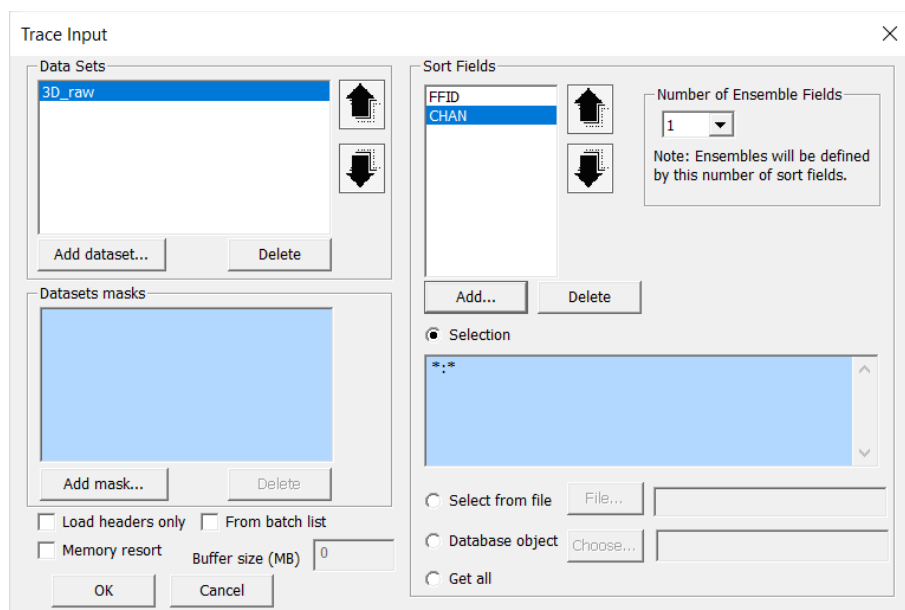 Trace Input
Data Sets
3D_raw
Add dataset...
Delete
Datasets masks
Add mask...
Delete
Load headers only
From batch list
Memory resort
Buffer size (MB)
0
OK
Cancel
Sort Fields
FFID
CHAN
Number of Ensemble Fields
1
Note: Ensembles will be defined
by this number of sort fields.
Add...
Delete
Selection
*:*
Select from file
File...
Database object
Choose...
Get all